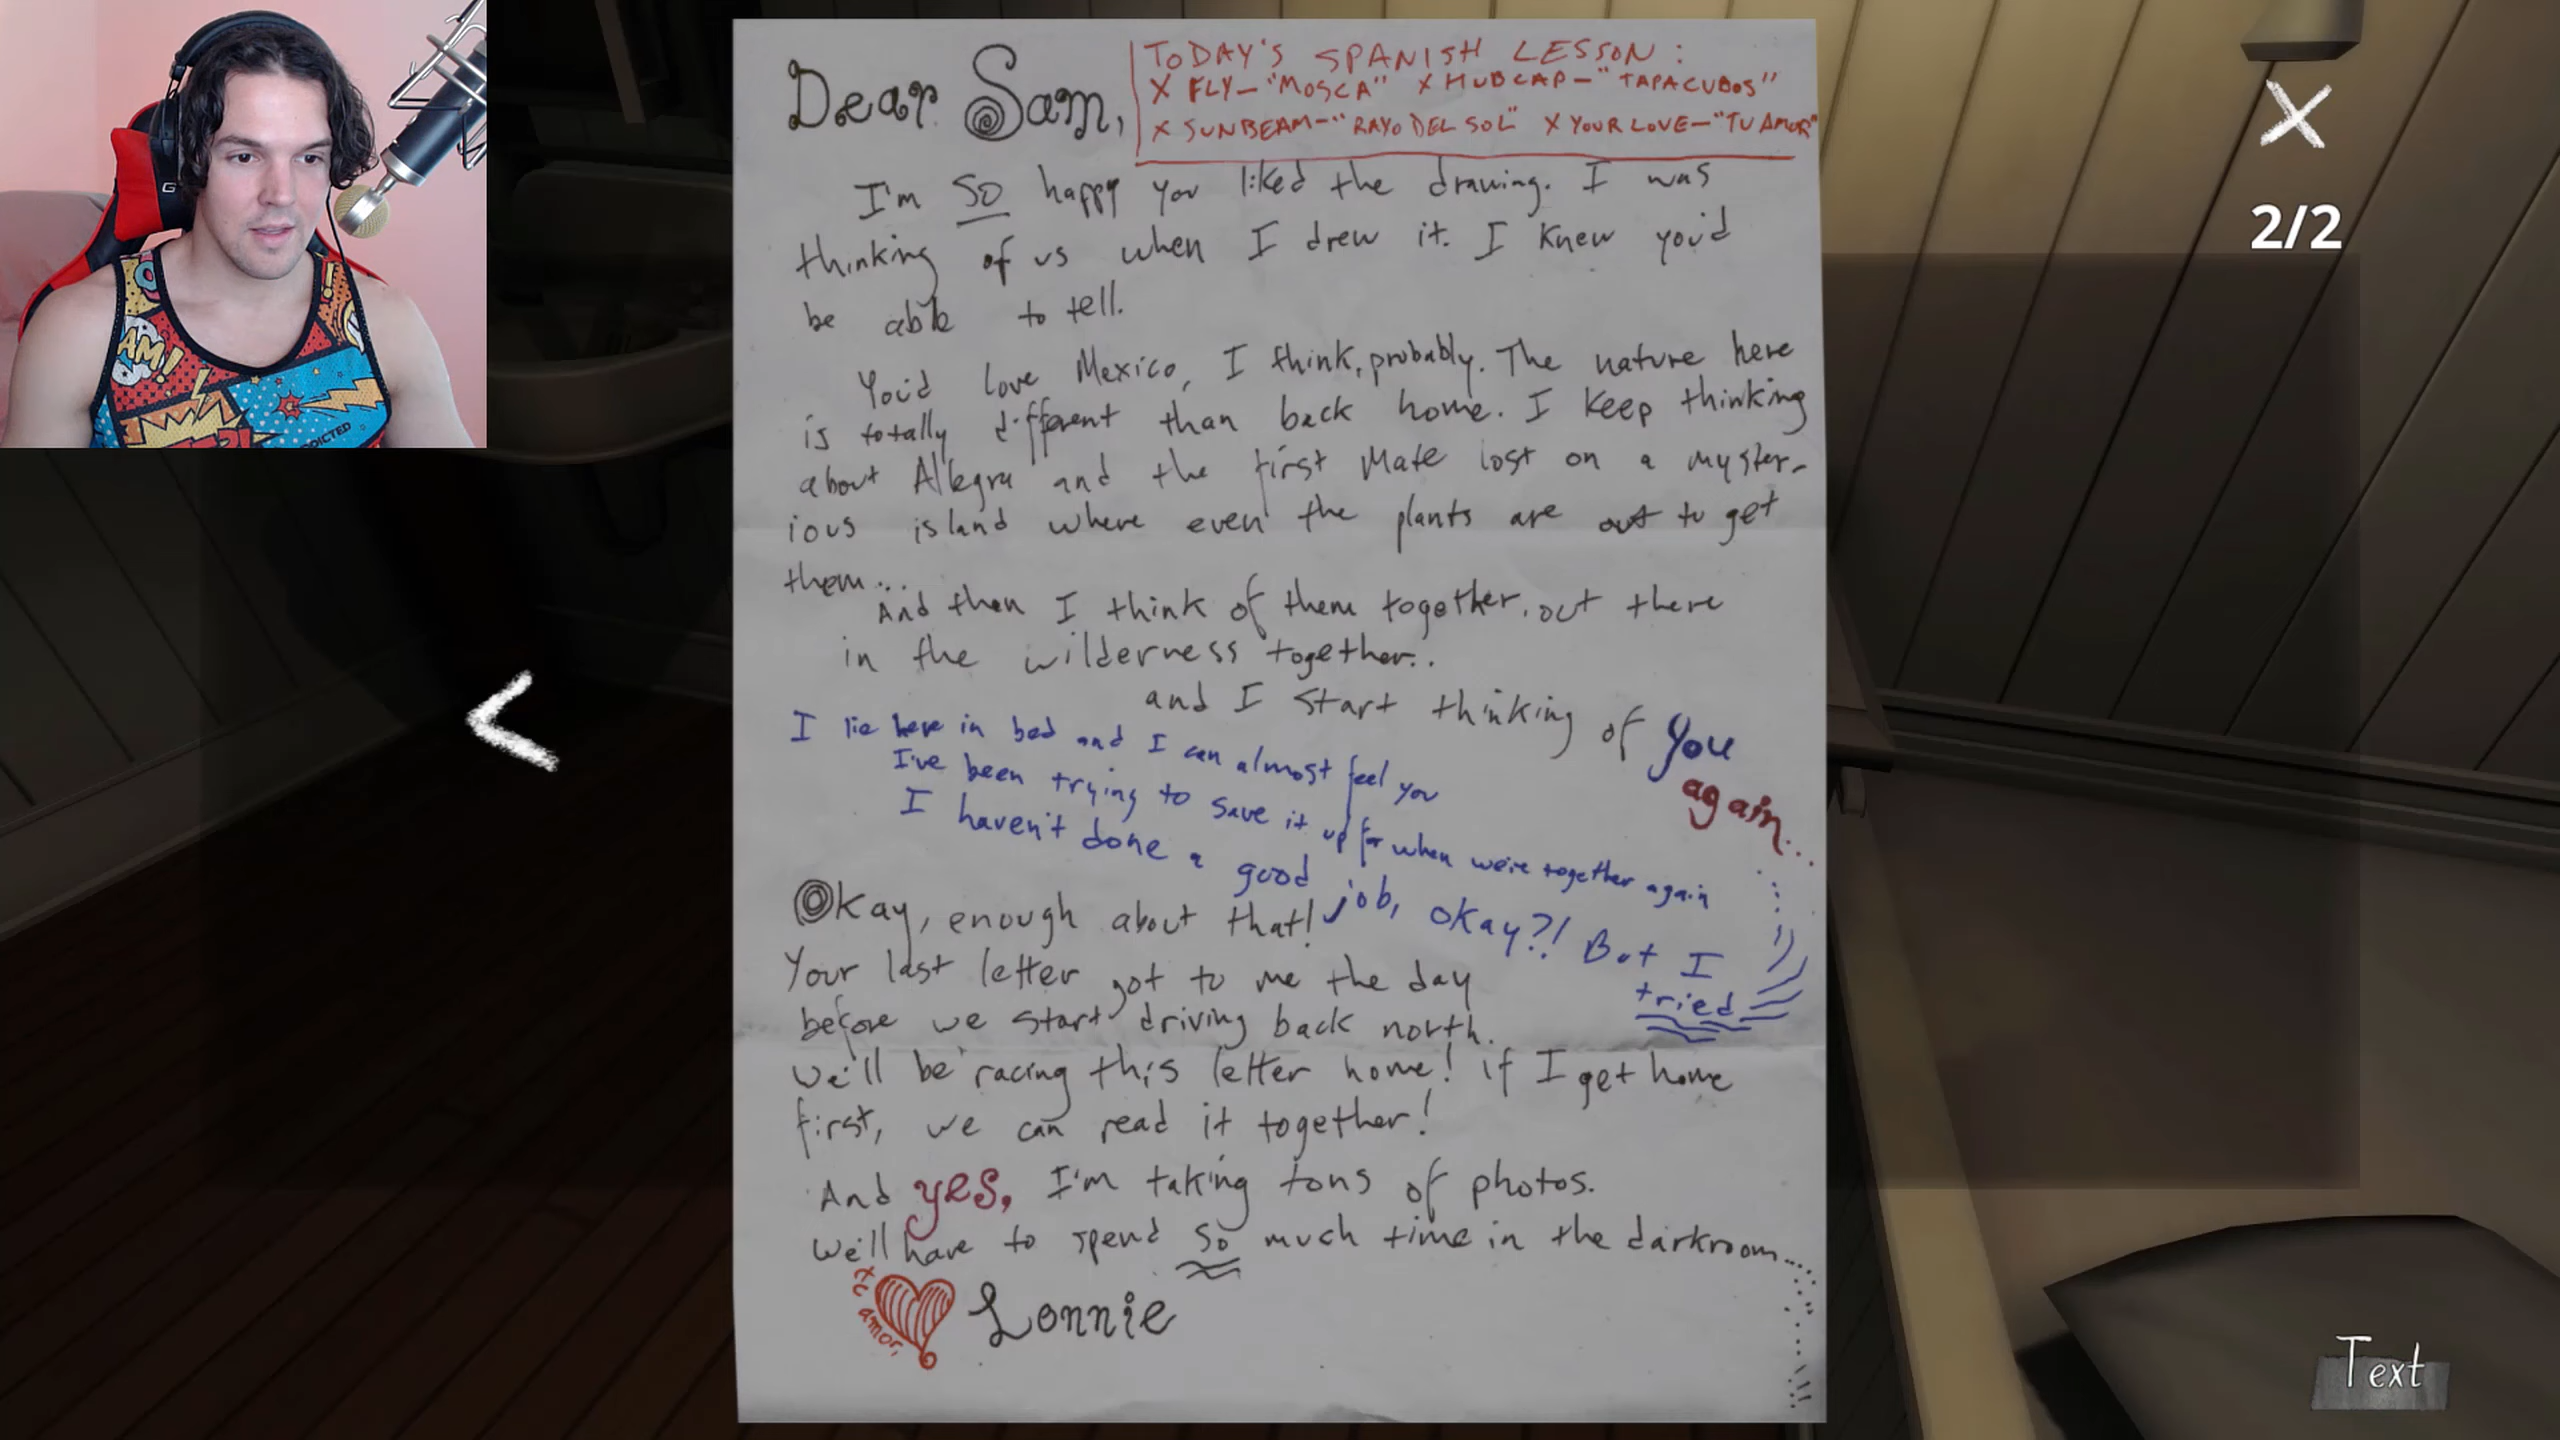 Dear Sam,
TODAY'S SPANISH LESSON:
X FLY-"MOSCA" X HUBCAP-"TAPACUBOS"
X SUNBEAM-"RAYO DEL SOL" X YOUR LOVE-"TU AMOR"
I'm SO happy you liked the drawing. I was
thinking of us when I drew it. I knew you'd
be able to tell.
You'd love Mexico, I think, probably. The nature here
is totally different than back home. I keep thinking
about Allegra and the First Mate lost on a myster-
ious island where even the plants are out to get
them...
And then I think of them together, out there
in the wilderness together..
and I start thinking of you
again...
I lie here in bed and I can almost feel you
I've been trying to save it up for when we're together again
I haven't done a good job, okay?! But I
tried
Okay, enough about that!
Your last letter got to me the day
before we start driving back north.
We'll be racing this letter home! if I get home
first, we can read it together!
And yes, I'm taking tons of photos.
We'll have to spend so much time in the darkroom...
amor,
Lonnie
2/2
Text
AM!
DICTED
G